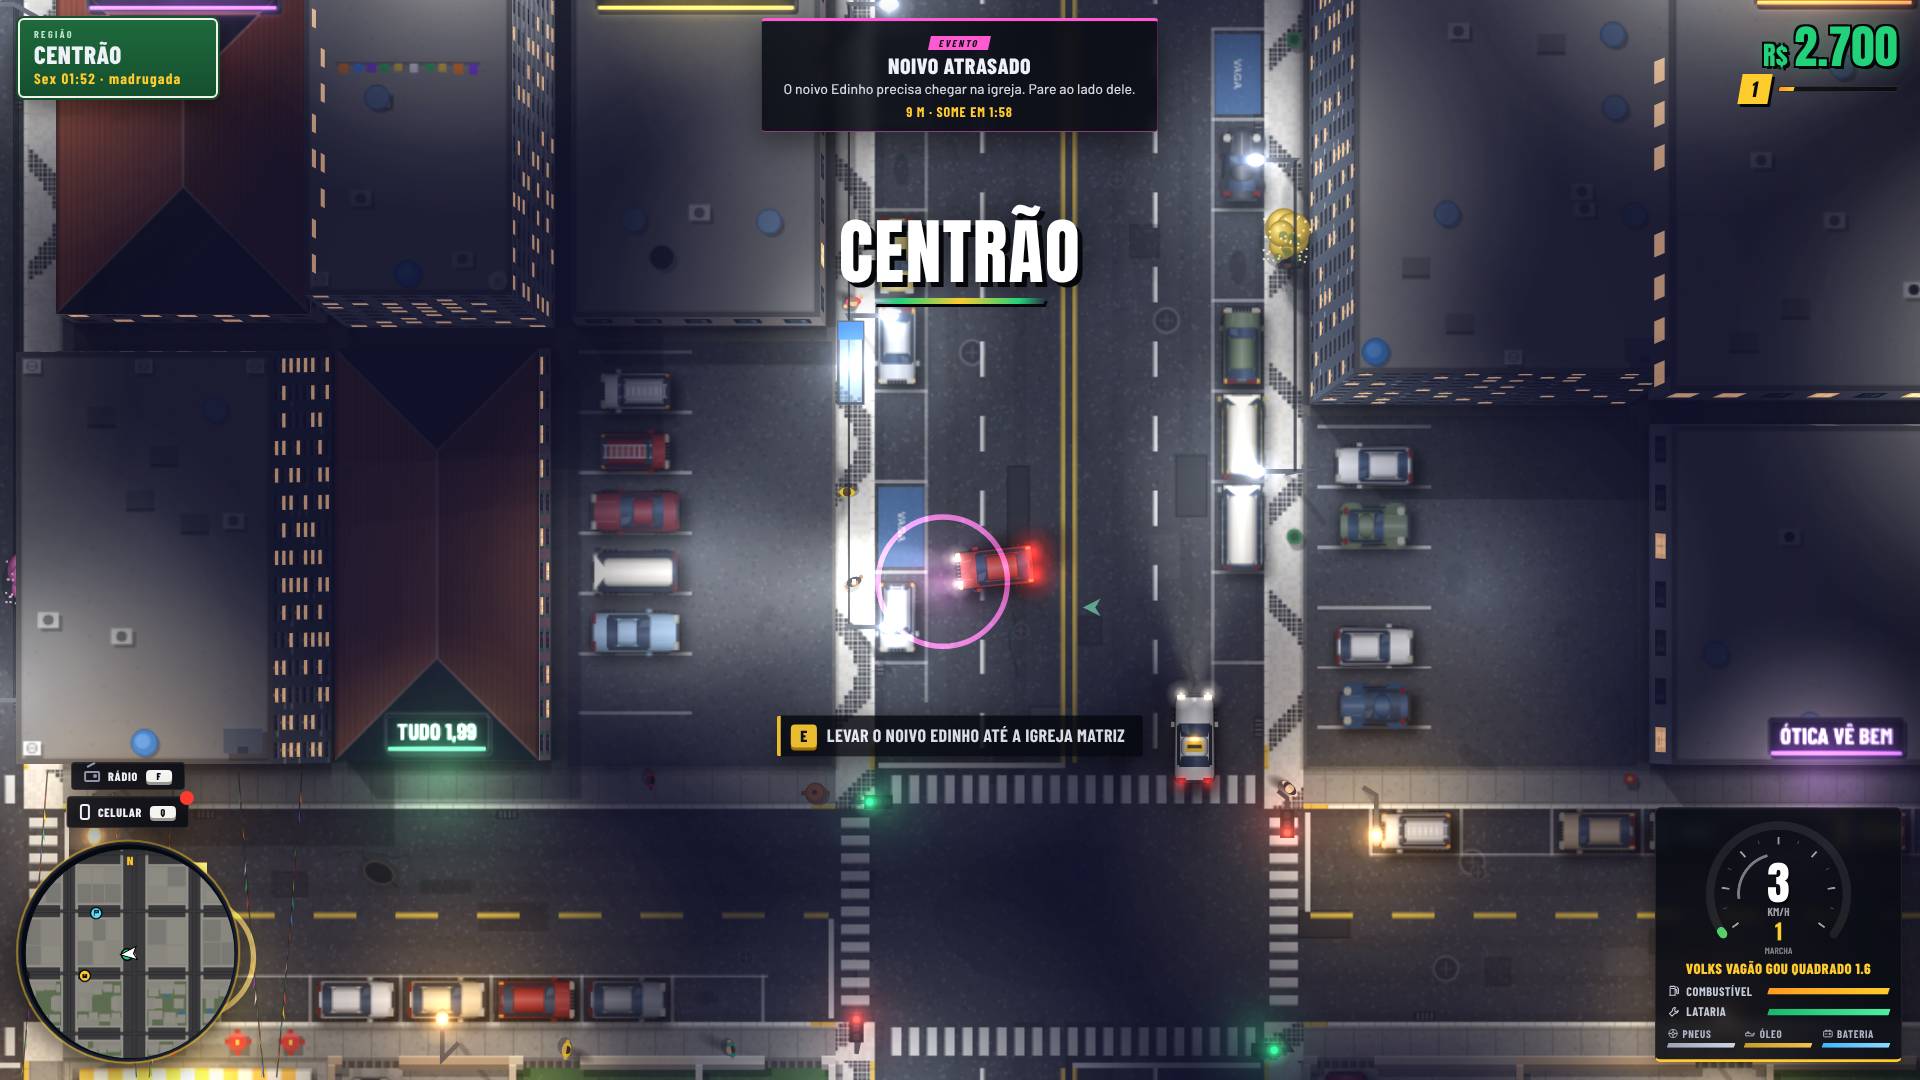 REGIÃO
CENTRÃO
Sex 01:52 · madrugada
EVENTO
NOIVO ATRASADO
O noivo Edinho precisa chegar na igreja. Pare ao lado dele.
9 M · SOME EM 1:58
R$ 2.700
1
VAGA
CENTRÃO
VAGA
TUDO 1,99
E LEVAR O NOIVO EDINHO ATÉ A IGREJA MATRIZ
ÓTICA VÊ BEM
RÁDIO F
CELULAR Q
N
P
3
KM/H
1
MARCHA
VOLKS VAGÃO GOU QUADRADO 1.6
COMBUSTÍVEL
LATARIA
PNEUS ÓLEO BATERIA